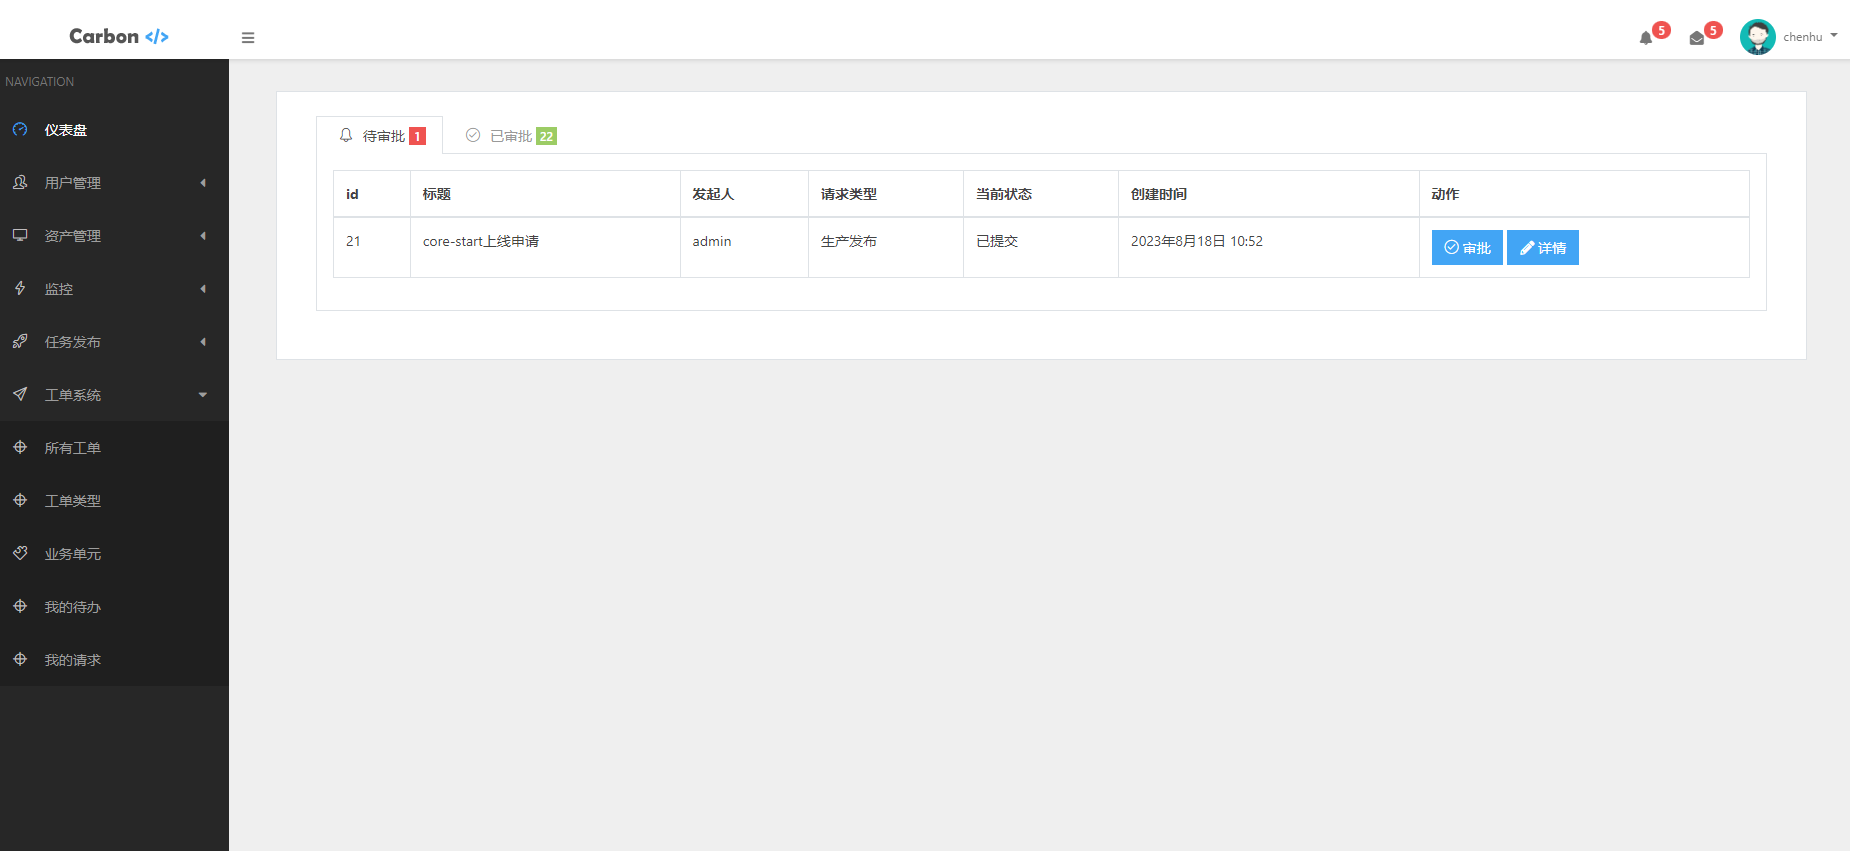 Carbon </>
5
5
chenhu
NAVIGATION
仪表盘
用户管理
资产管理
监控
任务发布
工单系统
所有工单
工单类型
业务单元
我的待办
我的请求
待审批 1
已审批 22
id 标题 发起人 请求类型 当前状态 创建时间 动作
21 core-start上线申请 admin 生产发布 已提交 2023年8月18日 10:52 审批 详情